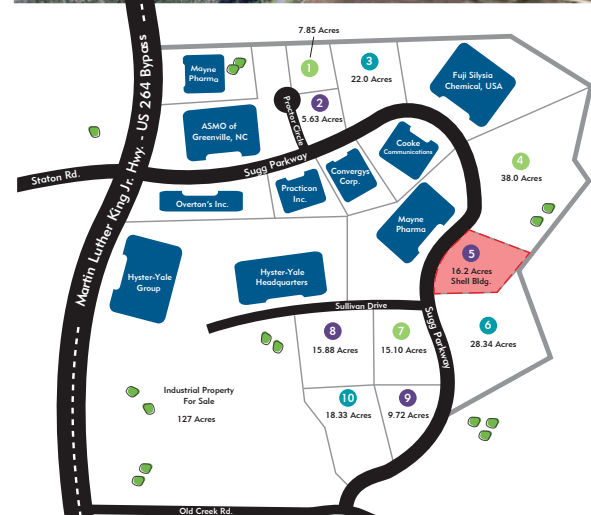 7.85 Acres
1
3
22.0 Acres
Mayne
Pharma
Fuji Silysia
Chemical, USA
2
5.63 Acres
Proctor Circle
ASMO of
Greenville, NC
Cooke
Communications
Martin Luther King Jr. Hwy. - US 264 Bypass
Staton Rd.
Sugg Parkway
Convergys
Corp.
4
38.0 Acres
Practicon
Inc.
Overton's Inc.
Mayne
Pharma
5
16.2 Acres
Shell Bldg.
Hyster-Yale
Group
Hyster-Yale
Headquarters
Sullivan Drive
Sugg Parkway
8
15.88 Acres
7
15.10 Acres
6
28.34 Acres
Industrial Property
For Sale
127 Acres
10
18.33 Acres
9
9.72 Acres
Old Creek Rd.